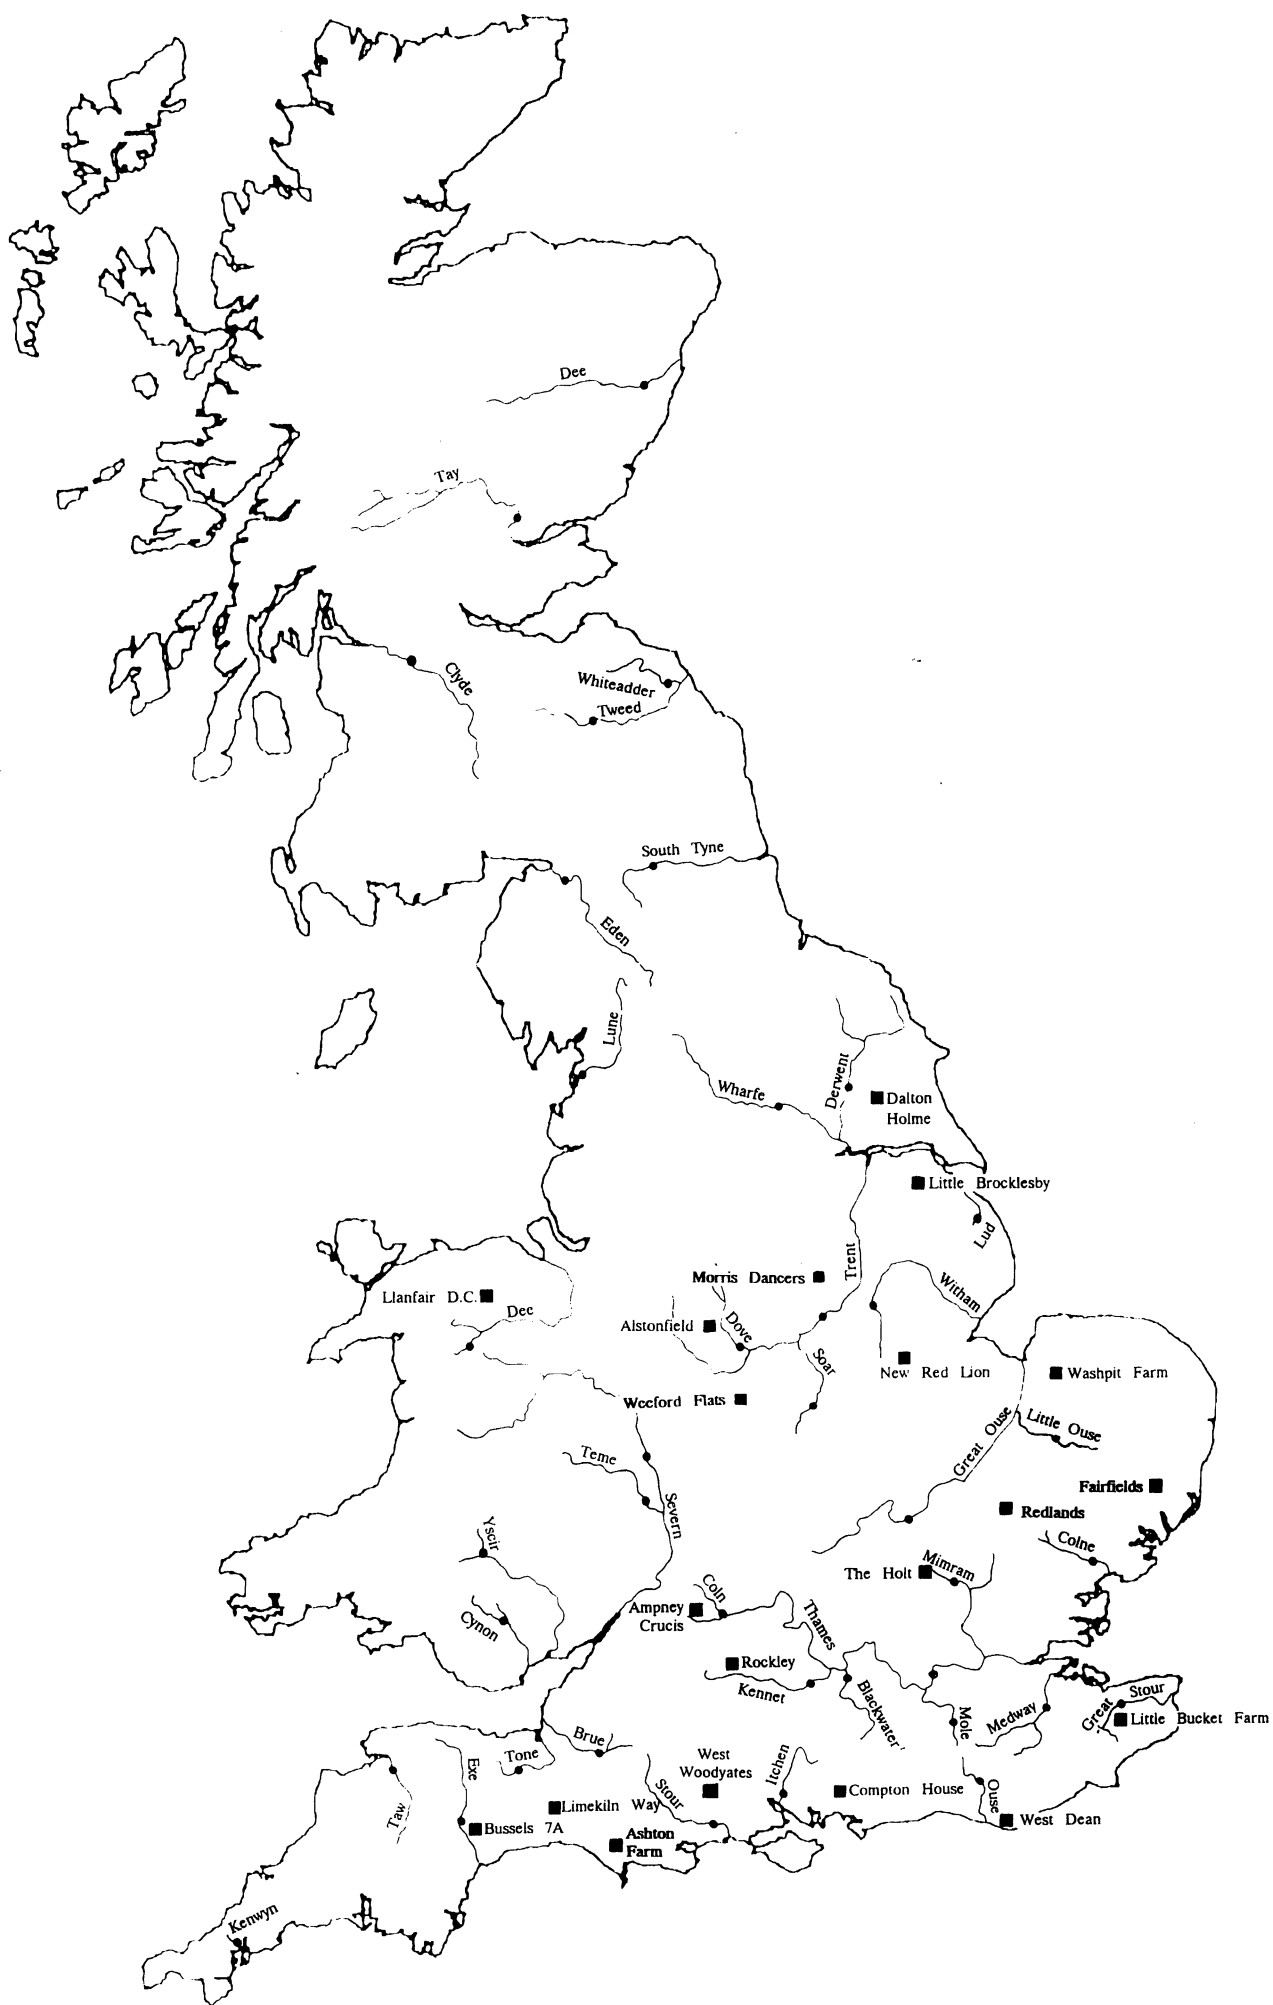 Dee
Tay
Clyde
Whiteadder
Tweed
South Tyne
Eden
Lune
Wharfe
Derwent
Dalton
Holme
Little Brocklesby
Lud
Trent
Witham
Morris Dancers
Llanfair D.C.
Dee
Alstonfield
Dove
Soar
New Red Lion
Washpit Farm
Weeford Flats
Little Ouse
Great Ouse
Teme
Severn
Fairfields
Redlands
Yscir
Colne
The Holt
Mimram
Coln
Ampney
Crucis
Cynon
Thames
Rockley
Kennet
Blackwater
Mole
Medway
Great Stour
Little Bucket Farm
Brue
Tone
Exe
West
Woodyates
Itchen
Stour
Compton House
Ouse
Limekiln Way
Taw
Bussels 7A
West Dean
Ashton
Farm
Kenwyn